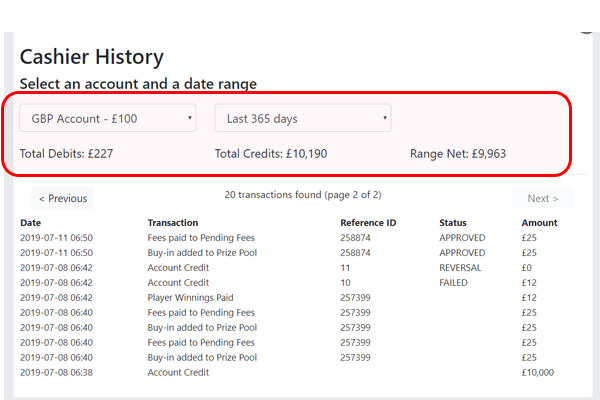 Cashier History
Select an account and a date range
GBP Account - £100 Last 365 days
Total Debits: £227 Total Credits: £10,190 Range Net: £9,963
< Previous 20 transactions found (page 2 of 2) Next >
Date Transaction Reference ID Status Amount
2019-07-11 06:50 Fees paid to Pending Fees 258874 APPROVED £25
2019-07-11 06:50 Buy-in added to Prize Pool 258874 APPROVED £25
2019-07-08 06:42 Account Credit 11 REVERSAL £0
2019-07-08 06:42 Account Credit 10 FAILED £12
2019-07-08 06:42 Player Winnings Paid 257399 £12
2019-07-08 06:40 Fees paid to Pending Fees 257399 £25
2019-07-08 06:40 Buy-in added to Prize Pool 257399 £25
2019-07-08 06:40 Fees paid to Pending Fees 257399 £25
2019-07-08 06:40 Buy-in added to Prize Pool 257399 £25
2019-07-08 06:38 Account Credit £10,000